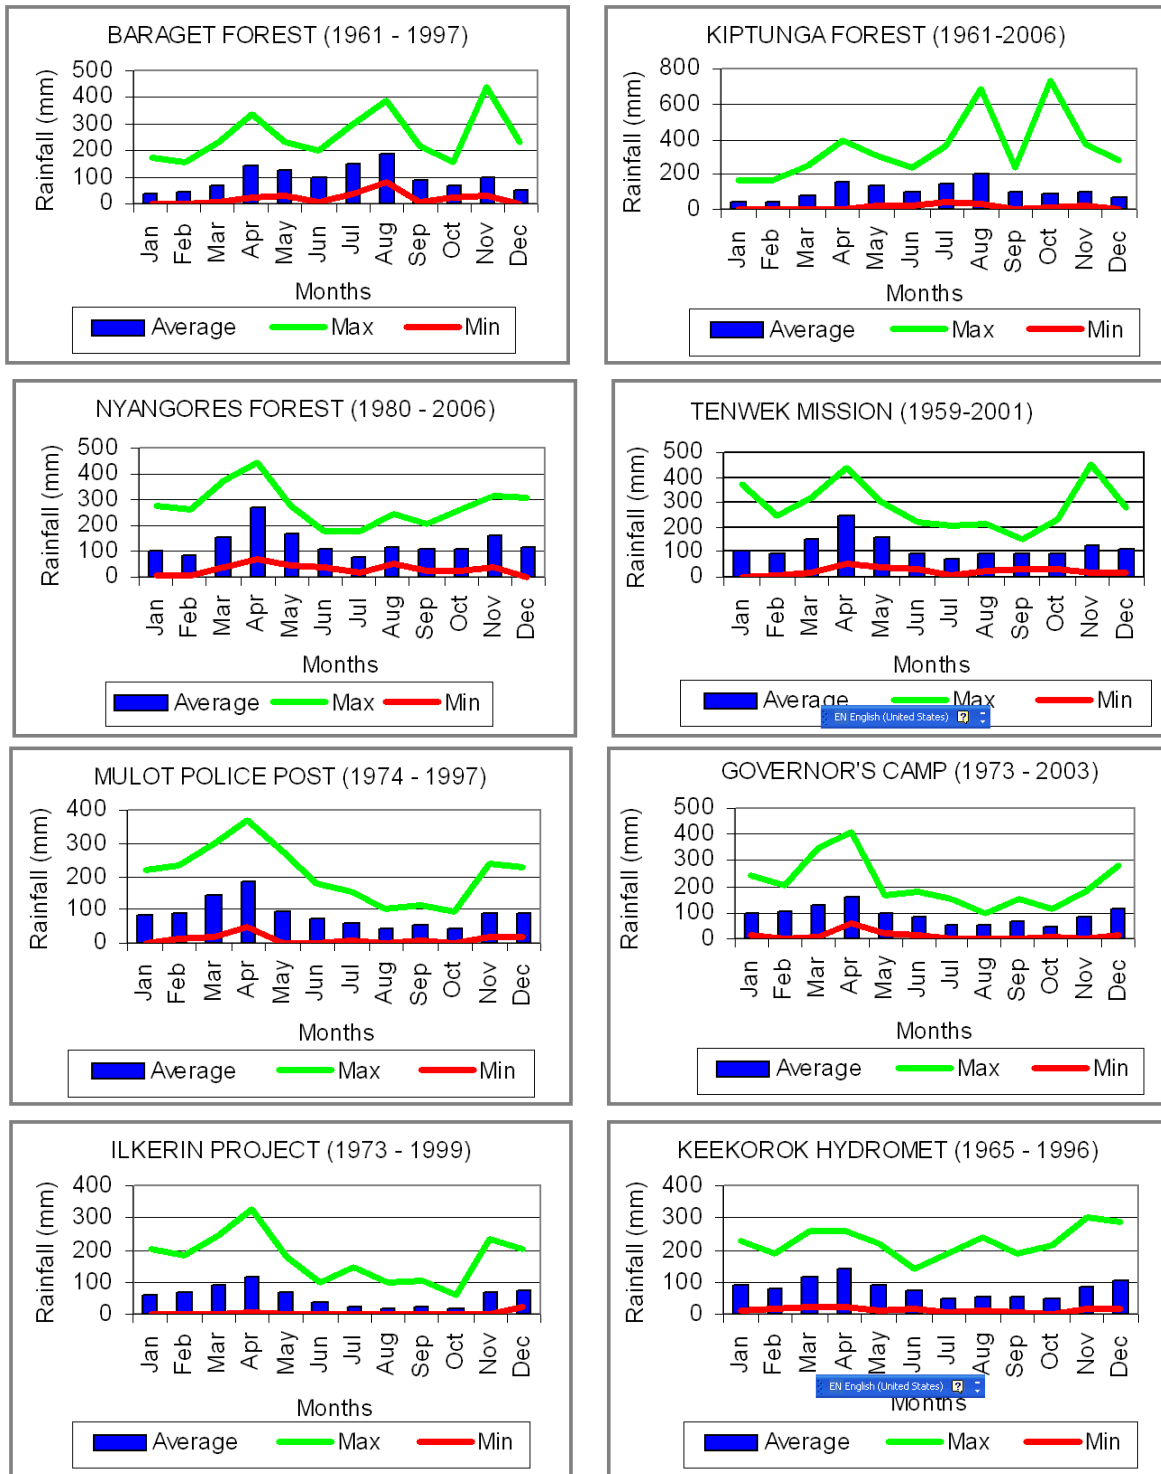 BARAGET FOREST (1961 - 1997)
Rainfall (mm)
500
400
300
200
100
0
Jan Feb Mar Apr May Jun Jul Aug Sep Oct Nov Dec
Months
Average Max Min
KIPTUNGA FOREST (1961-2006)
Rainfall (mm)
800
600
400
200
0
Jan Feb Mar Apr May Jun Jul Aug Sep Oct Nov Dec
Months
Average Max Min
NYANGORES FOREST (1980 - 2006)
Rainfall (mm)
500
400
300
200
100
0
Jan Feb Mar Apr May Jun Jul Aug Sep Oct Nov Dec
Months
Average Max Min
TENWEK MISSION (1959-2001)
Rainfall (mm)
500
400
300
200
100
0
Jan Feb Mar Apr May Jun Jul Aug Sep Oct Nov Dec
Months
Average Max Min
EN English (United States)
MULOT POLICE POST (1974 - 1997)
Rainfall (mm)
400
300
200
100
0
Jan Feb Mar Apr May Jun Jul Aug Sep Oct Nov Dec
Months
Average Max Min
GOVERNOR'S CAMP (1973 - 2003)
Rainfall (mm)
500
400
300
200
100
0
Jan Feb Mar Apr May Jun Jul Aug Sep Oct Nov Dec
Months
Average Max Min
ILKERIN PROJECT (1973 - 1999)
Rainfall (mm)
400
300
200
100
0
Jan Feb Mar Apr May Jun Jul Aug Sep Oct Nov Dec
Months
Average Max Min
KEEKOROK HYDROMET (1965 - 1996)
Rainfall (mm)
400
300
200
100
0
Jan Feb Mar Apr May Jun Jul Aug Sep Oct Nov Dec
EN English (United States)
Months
Average Max Min